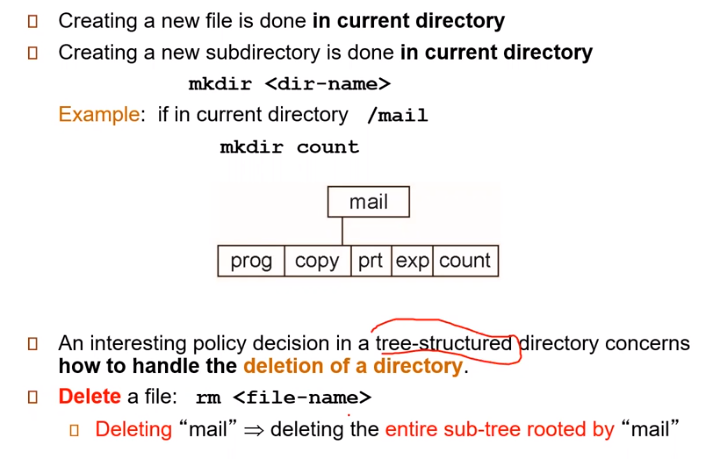 Creating a new file is done in current directory
Creating a new subdirectory is done in current directory
mkdir <dir-name>
Example: if in current directory /mail
mkdir count
mail
prog copy prt exp count
An interesting policy decision in a tree-structured directory concerns
how to handle the deletion of a directory.
Delete a file: rm <file-name>
Deleting “mail” ⇒ deleting the entire sub-tree rooted by “mail”